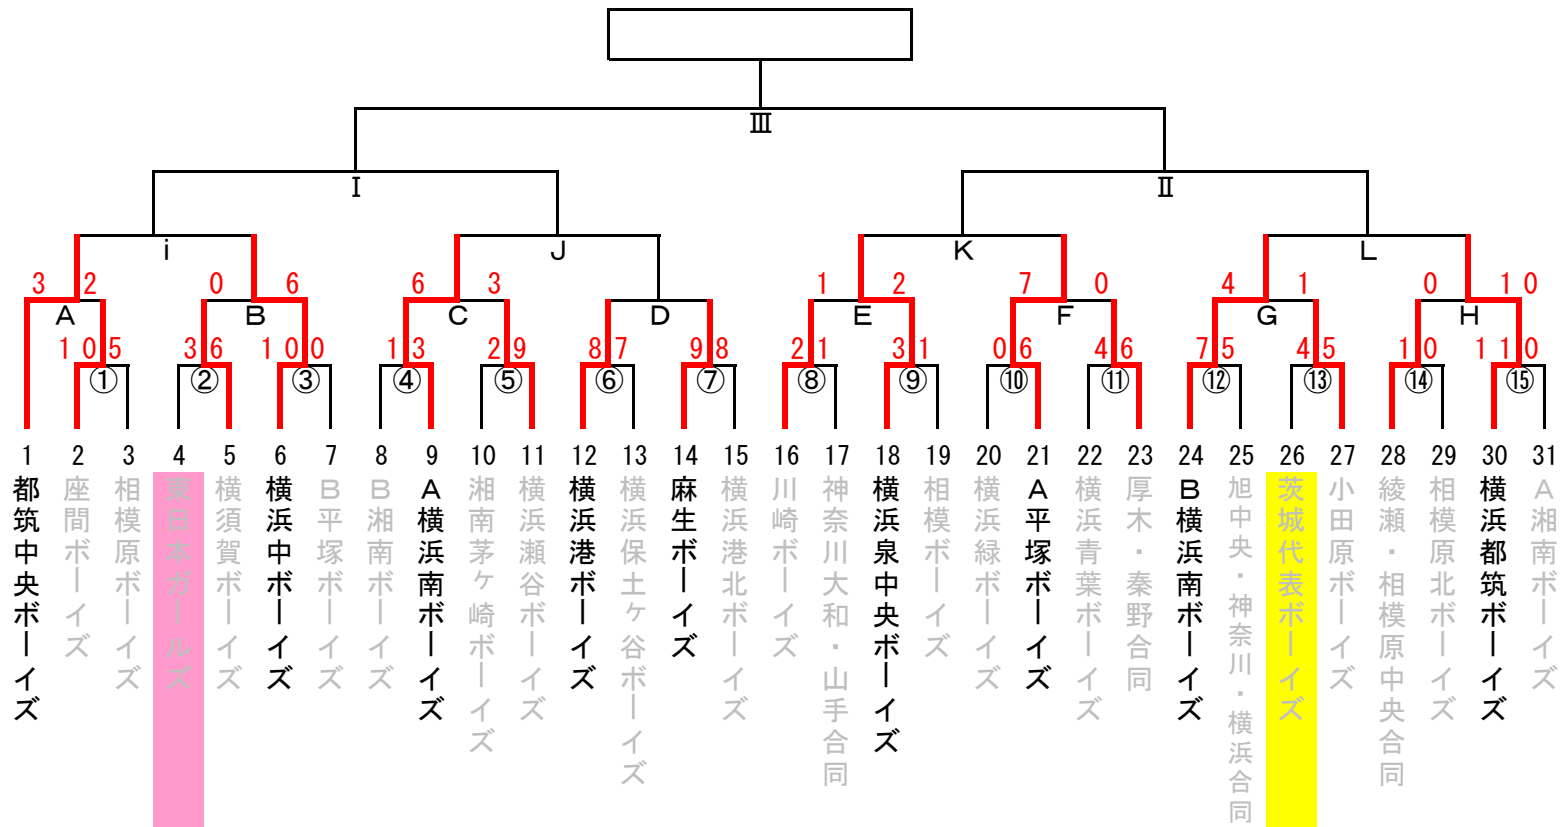 Ⅲ
Ⅰ Ⅱ
i J K L
3 2 0 6 6 3 1 2 7 0 4 1 0 10
A B C D E F G H
10 5 3 6 10 0 1 3 2 9 8 7 9 8 2 1 3 1 0 6 4 6 7 5 4 5 1 0 11 0
① ② ③ ④ ⑤ ⑥ ⑦ ⑧ ⑨ ⑩ ⑪ ⑫ ⑬ ⑭ ⑮
1 2 3 4 5 6 7 8 9 10 11 12 13 14 15 16 17 18 19 20 21 22 23 24 25 26 27 28 29 30 31
都筑中央ボーイズ
座間ボーイズ
相模原ボーイズ
東日本ガールズ
横須賀ボーイズ
横浜中ボーイズ
B平塚ボーイズ
B湘南ボーイズ
A横浜南ボーイズ
湘南茅ケ崎ボーイズ
横浜瀬谷ボーイズ
横浜港ボーイズ
横浜保土ヶ谷ボーイズ
麻生ボーイズ
横浜港北ボーイズ
川崎ボーイズ
神奈川大和・山手合同
横浜泉中央ボーイズ
相模ボーイズ
横浜緑ボーイズ
A平塚ボーイズ
横浜青葉ボーイズ
厚木・秦野合同
B横浜南ボーイズ
旭中央・神奈川・横浜合同
茨城代表ボーイズ
小田原ボーイズ
綾瀬・相模原中央合同
相模原北ボーイズ
横浜都筑ボーイズ
A湘南ボーイズ